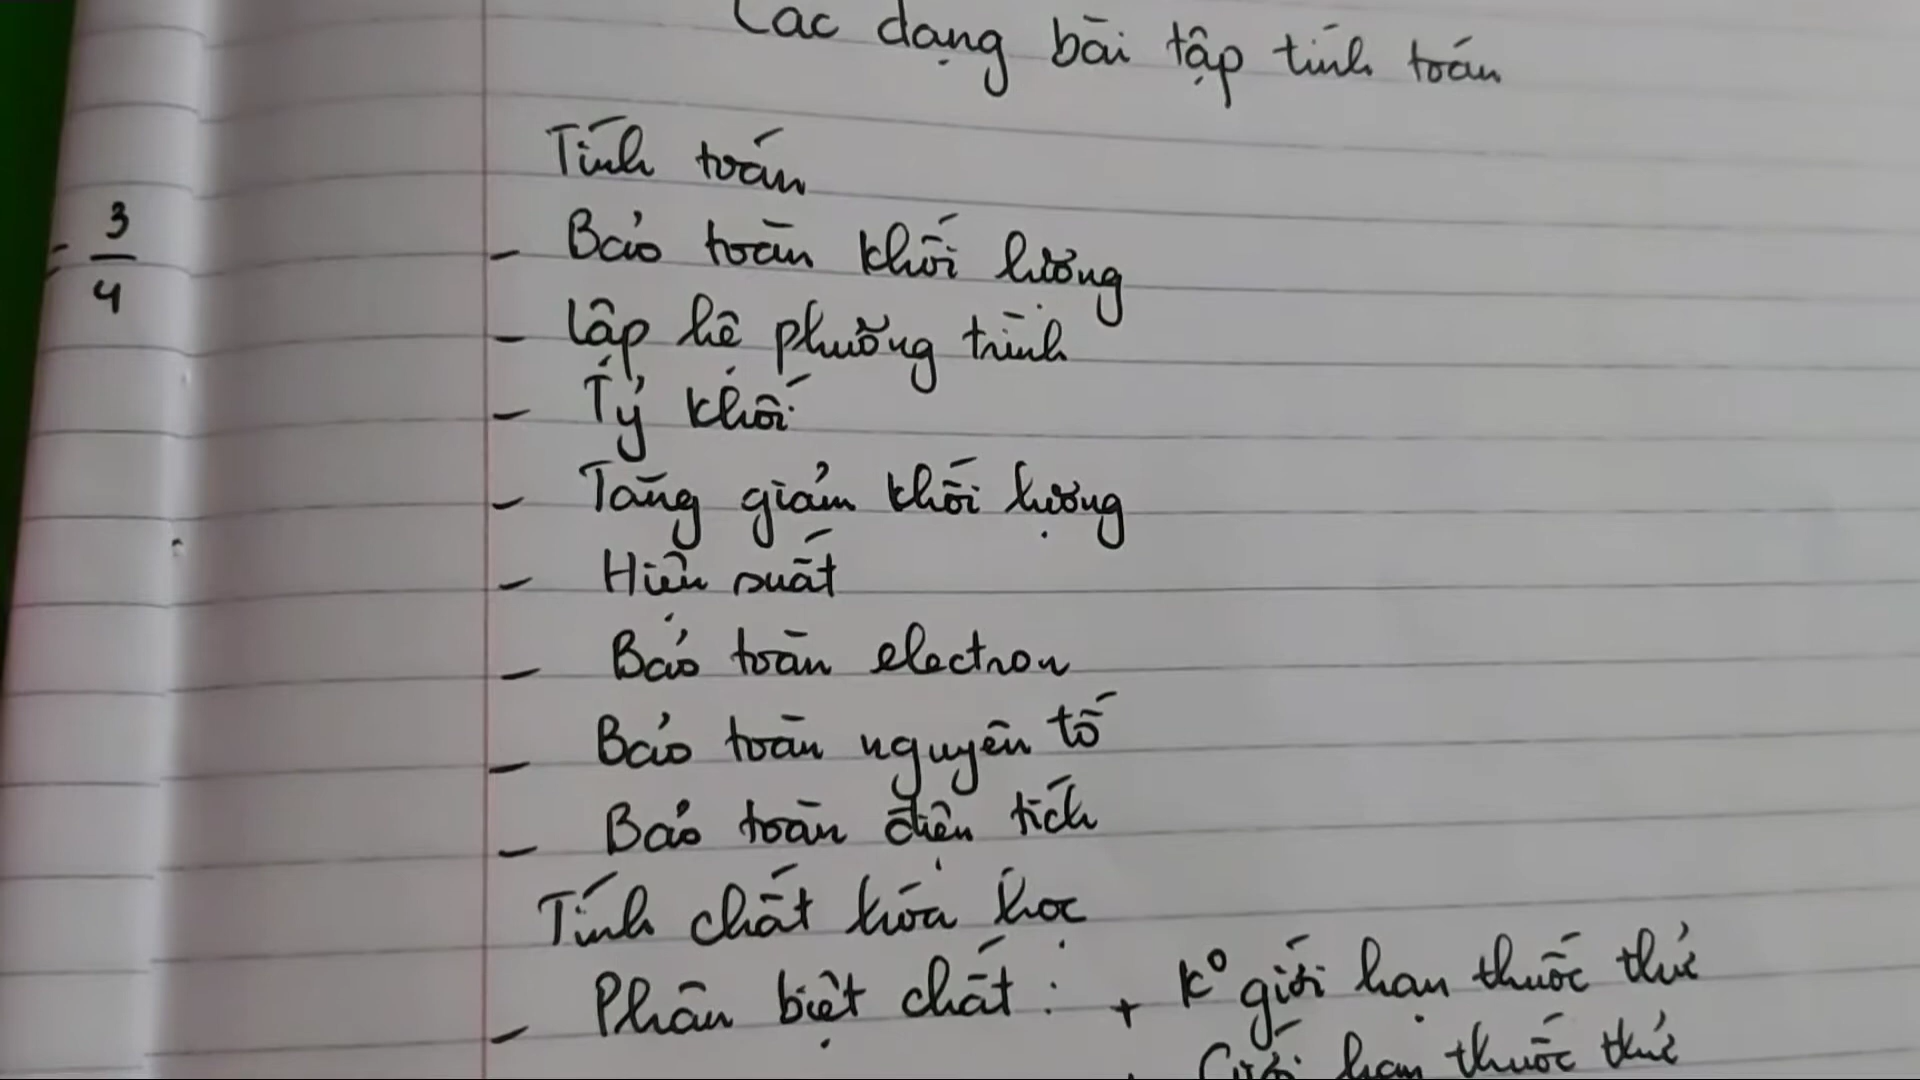 Các dạng bài tập tính toán
Tính toán
= 3/4
- Bảo toàn khối lượng
- Lập hệ phương trình
- Tỷ khối
- Tăng giảm khối lượng
- Hiệu suất
- Bảo toàn electron
- Bảo toàn nguyên tố
- Bảo toàn điện tích
Tính chất hóa học
- Phân biệt chất : + K° giới hạn thuốc thử
Giới hạn thuốc thử